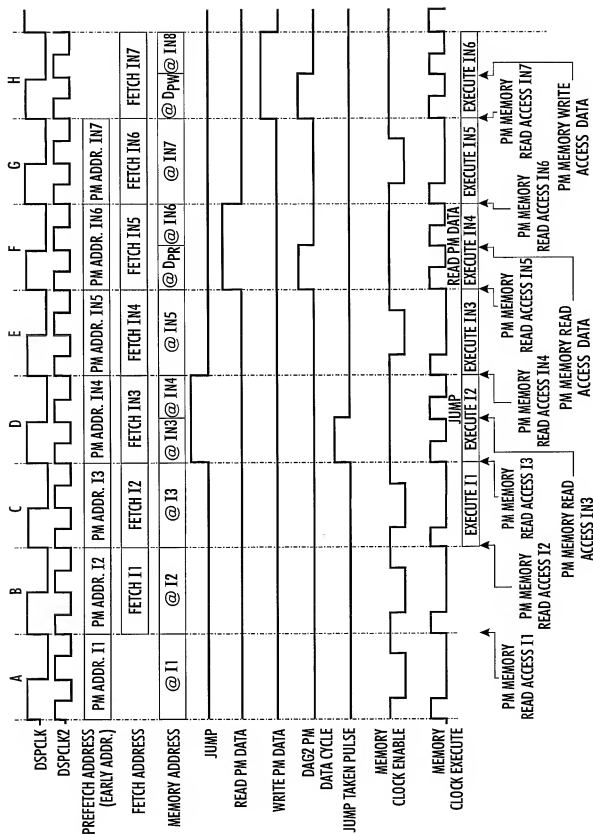 A B C D E F G H
DSPCLK
DSPCLK2
PREFETCH ADDRESS
(EARLY ADDR.)
PM ADDR. I1 PM ADDR. I2 PM ADDR. I3 PM ADDR. IN4 PM ADDR. IN5 PM ADDR. IN6 PM ADDR. IN7
FETCH ADDRESS
FETCH I1 FETCH I2 FETCH IN3 FETCH IN4 FETCH IN5 FETCH IN6 FETCH IN7
MEMORY ADDRESS
@ I1 @ I2 @ I3 @ IN3 @ IN4 @ IN5 @ DPR @ IN6 @ IN7 @ DPW @ IN8
JUMP
READ PM DATA
WRITE PM DATA
DAG2 PM
DATA CYCLE
JUMP TAKEN PULSE
MEMORY
CLOCK ENABLE
MEMORY
CLOCK EXECUTE
JUMP READ PM DATA
EXECUTE I1 EXECUTE I2 EXECUTE IN3 EXECUTE IN4 EXECUTE IN5 EXECUTE IN6
PM MEMORY
READ ACCESS I1
PM MEMORY
READ ACCESS I2
PM MEMORY
READ ACCESS I3
PM MEMORY READ
ACCESS IN3
PM MEMORY
READ ACCESS IN4
PM MEMORY
READ ACCESS IN5
PM MEMORY READ
ACCESS DATA
PM MEMORY
READ ACCESS IN6
PM MEMORY
READ ACCESS IN7
PM MEMORY WRITE
ACCESS DATA